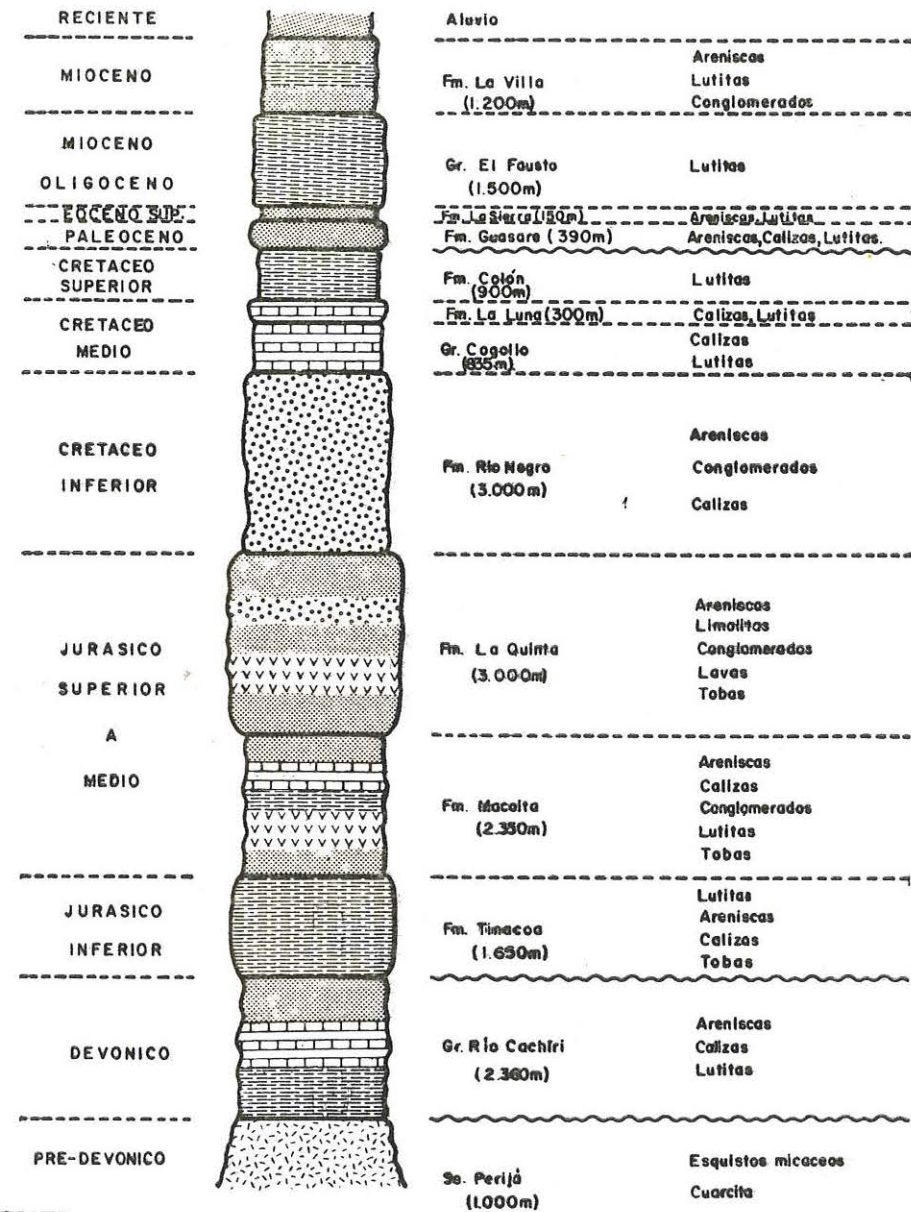 RECIENTE Aluvio
MIOCENO Fm. La Villa (1.200m) Areniscas Lutitas Conglomerados
MIOCENO OLIGOCENO Gr. El Fausto (1.500m) Lutitas
EOCENO SUP. Fm. La Sierra (150m) Areniscas, Lutitas
PALEOCENO Fm. Guasare (390m) Areniscas, Calizas, Lutitas.
CRETACEO SUPERIOR Fm. Colón (900m) Lutitas
Fm. La Luna (300m) Calizas, Lutitas
CRETACEO MEDIO Gr. Cogollo (835m) Calizas Lutitas
CRETACEO INFERIOR Fm. Río Negro (3.000m) Areniscas Conglomerados Calizas
JURASICO SUPERIOR A MEDIO
Fm. La Quinta (3.000m) Areniscas Limolitas Conglomerados Lavas Tobas
Fm. Macoita (2.350m) Areniscas Calizas Conglomerados Lutitas Tobas
JURASICO INFERIOR Fm. Tinacoa (1.650m) Lutitas Areniscas Calizas Tobas
DEVONICO Gr. Río Cachiri (2.360m) Areniscas Calizas Lutitas
PRE-DEVONICO Se. Perijá (1.000m) Esquistos micaceos Cuarcita